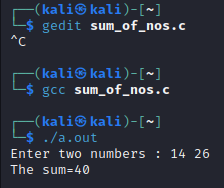 ┌──(kali㉿kali)-[~]
└─$ gedit sum_of_nos.c
^C
┌──(kali㉿kali)-[~]
└─$ gcc sum_of_nos.c
┌──(kali㉿kali)-[~]
└─$ ./a.out
Enter two numbers : 14 26
The sum=40